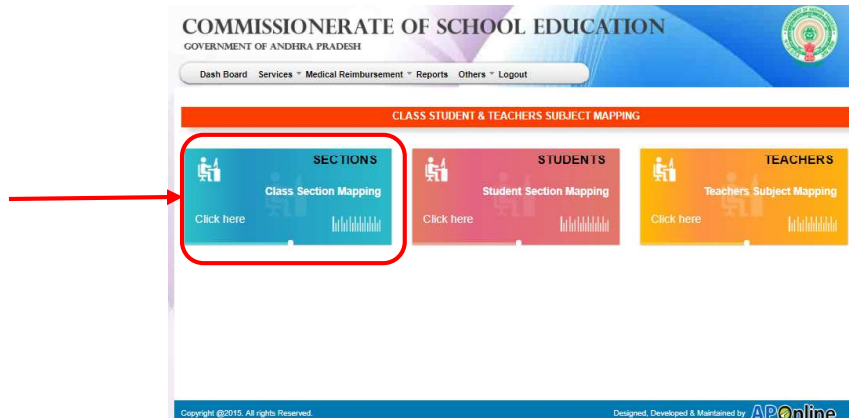 COMMISSIONERATE OF SCHOOL EDUCATION
GOVERNMENT OF ANDHRA PRADESH
Dash Board Services Medical Reimbursement Reports Others Logout
CLASS STUDENT & TEACHERS SUBJECT MAPPING
SECTIONS
Class Section Mapping
Click here
STUDENTS
Student Section Mapping
Click here
TEACHERS
Teachers Subject Mapping
Click here
Copyright @2015. All rights Reserved.
Designed, Developed & Maintained by APOnline